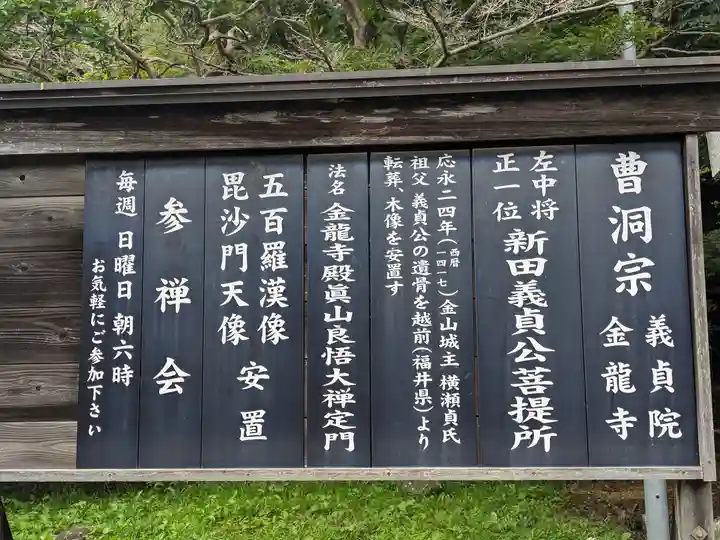 曹洞宗
義貞院
金龍寺
左中将
正一位
新田義貞公菩提所
応永二四年(西暦一四一七)金山城主 横瀬貞氏
祖父 義貞公の遺骨を越前(福井県)より
転葬、木像を安置す
法名 金龍寺殿眞山良悟大禅定門
五百羅漢像
毘沙門天像
安置
参禅会
毎週 日曜日 朝六時
お気軽にご参加下さい